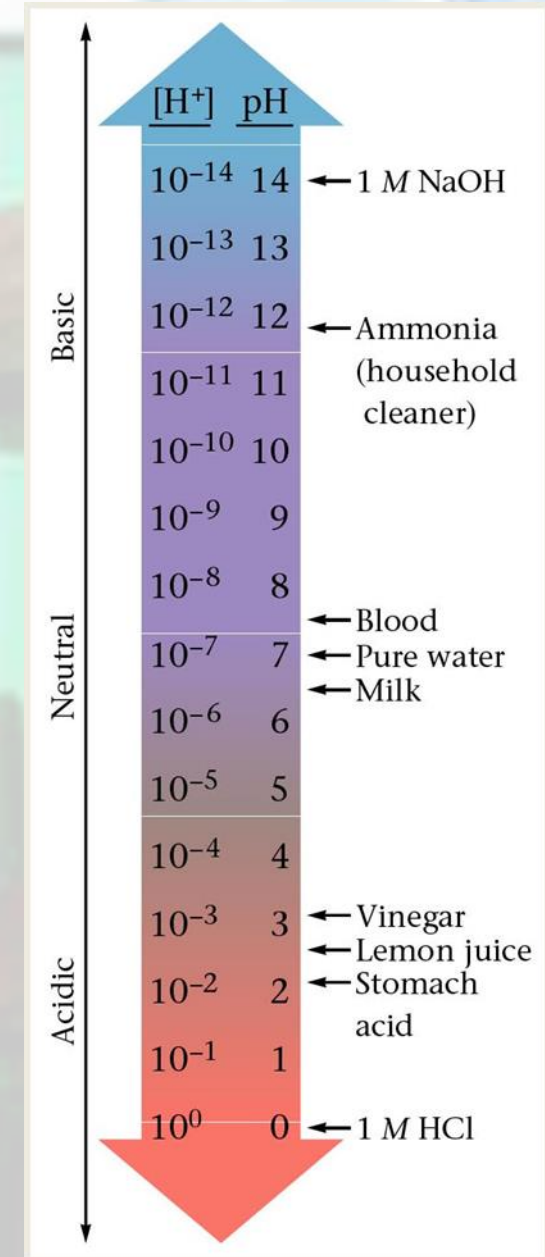 [H⁺] pH
10⁻¹⁴ 14
1 M NaOH
10⁻¹³ 13
10⁻¹² 12
Ammonia
(household
cleaner)
10⁻¹¹ 11
10⁻¹⁰ 10
10⁻⁹ 9
10⁻⁸ 8
Blood
10⁻⁷ 7
Pure water
Milk
10⁻⁶ 6
10⁻⁵ 5
10⁻⁴ 4
10⁻³ 3
Vinegar
Lemon juice
10⁻² 2
Stomach
acid
10⁻¹ 1
10⁰ 0
1 M HCl
Basic
Neutral
Acidic